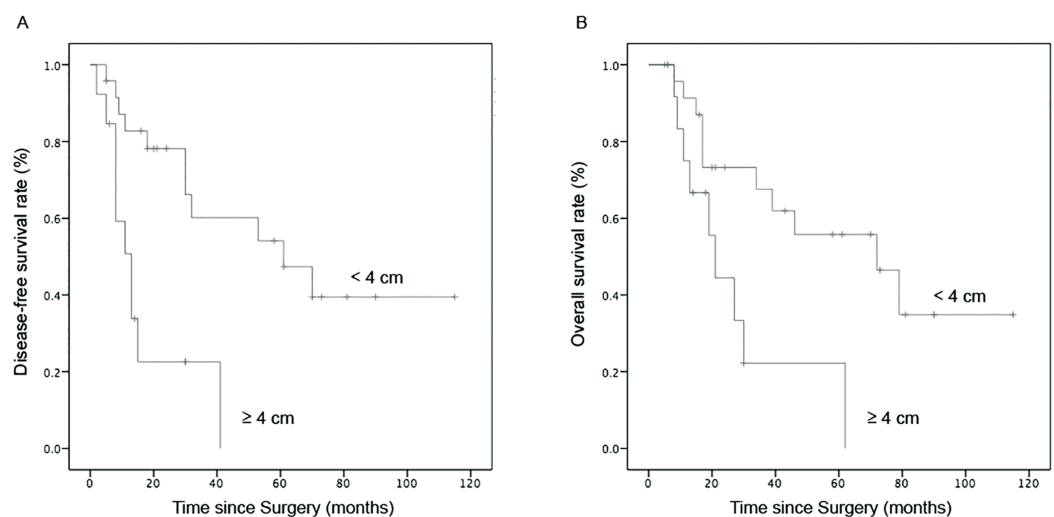 A
Disease-free survival rate (%)
1.0
0.8
0.6
0.4
0.2
0.0
< 4 cm
≥ 4 cm
0 20 40 60 80 100 120
Time since Surgery (months)
B
Overall survival rate (%)
1.0
0.8
0.6
0.4
0.2
0.0
< 4 cm
≥ 4 cm
0 20 40 60 80 100 120
Time since Surgery (months)